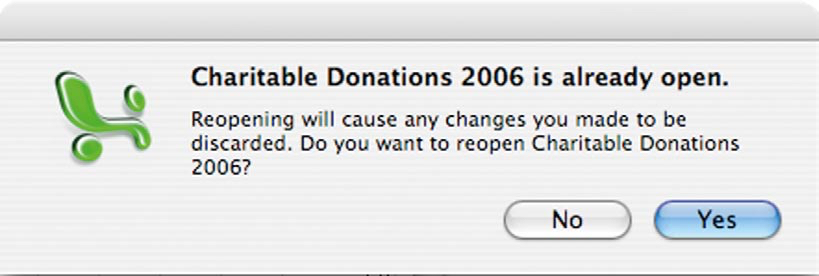 Charitable Donations 2006 is already open.
Reopening will cause any changes you made to be
discarded. Do you want to reopen Charitable Donations
2006?
No
Yes